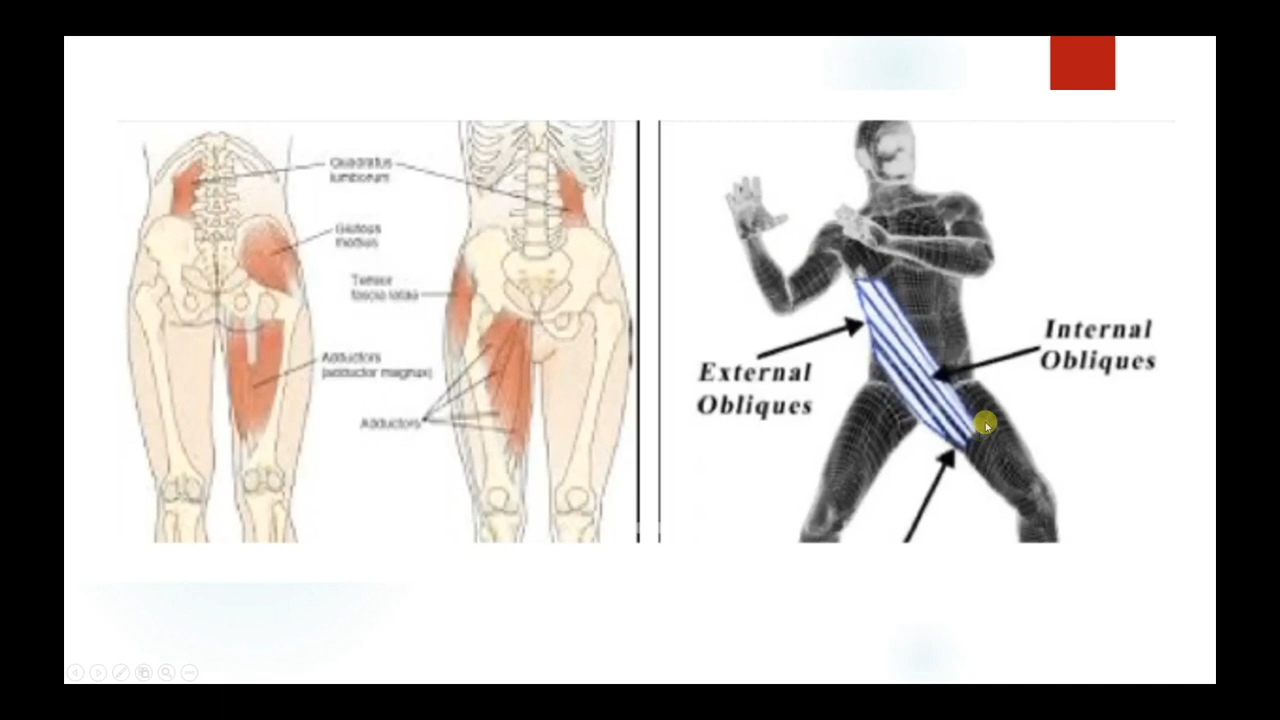 Quadratus
lumborum
Gluteus
medius
Tensor
fascia latae
Adductors
(adductor magnus)
Adductors
External
Obliques
Internal
Obliques